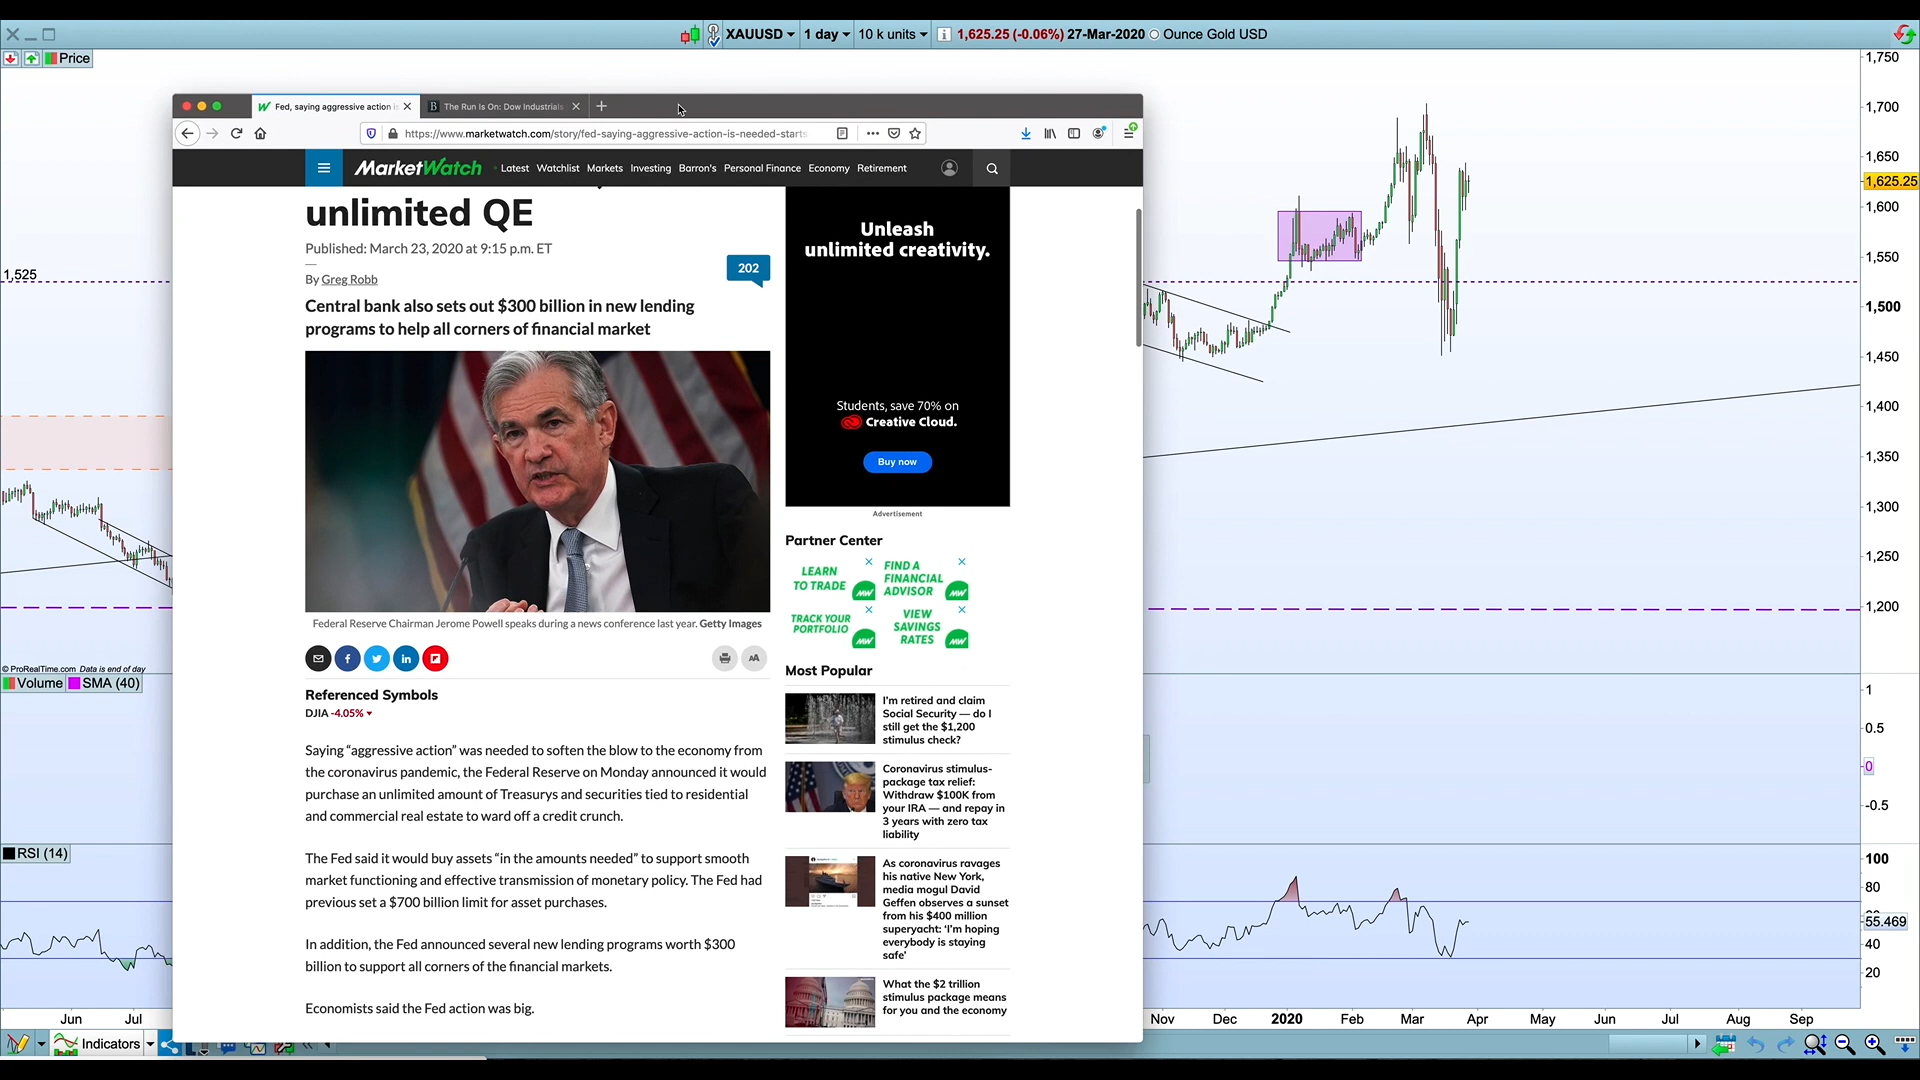 XAUUSD 1 day 10 k units 1,625.25 (-0.06%) 27-Mar-2020 Ounce Gold USD
Price
1,525
© ProRealTime.com Data is end of day
Volume SMA (40)
RSI (14)
Jun Jul
Indicators
Fed, saying aggressive action is
The Run Is On: Dow Industrials
https://www.marketwatch.com/story/fed-saying-aggressive-action-is-needed-starts
MarketWatch
Latest Watchlist Markets Investing Barron's Personal Finance Economy Retirement
unlimited QE
Published: March 23, 2020 at 9:15 p.m. ET
By Greg Robb
202
Central bank also sets out $300 billion in new lending
programs to help all corners of financial market
Federal Reserve Chairman Jerome Powell speaks during a news conference last year. Getty Images
AA
Referenced Symbols
DJIA -4.05%
Saying “aggressive action” was needed to soften the blow to the economy from
the coronavirus pandemic, the Federal Reserve on Monday announced it would
purchase an unlimited amount of Treasurys and securities tied to residential
and commercial real estate to ward off a credit crunch.
The Fed said it would buy assets “in the amounts needed” to support smooth
market functioning and effective transmission of monetary policy. The Fed had
previous set a $700 billion limit for asset purchases.
In addition, the Fed announced several new lending programs worth $300
billion to support all corners of the financial markets.
Economists said the Fed action was big.
Unleash
unlimited creativity.
Students, save 70% on
Creative Cloud.
Buy now
Advertisement
Partner Center
LEARN
TO TRADE
MW
FIND A
FINANCIAL
ADVISOR
MW
TRACK YOUR
PORTFOLIO
MW
VIEW
SAVINGS
RATES
MW
Most Popular
I’m retired and claim
Social Security — do I
still get the $1,200
stimulus check?
Coronavirus stimulus-
package tax relief:
Withdraw $100K from
your IRA — and repay in
3 years with zero tax
liability
As coronavirus ravages
his native New York,
media mogul David
Geffen observes a sunset
from his $400 million
superyacht: ‘I’m hoping
everybody is staying
safe’
What the $2 trillion
stimulus package means
for you and the economy
1,750
1,700
1,650
1,625.25
1,600
1,550
1,500
1,450
1,400
1,350
1,300
1,250
1,200
1
0.5
0
-0.5
100
80
55.469
40
20
Nov Dec 2020 Feb Mar Apr May Jun Jul Aug Sep